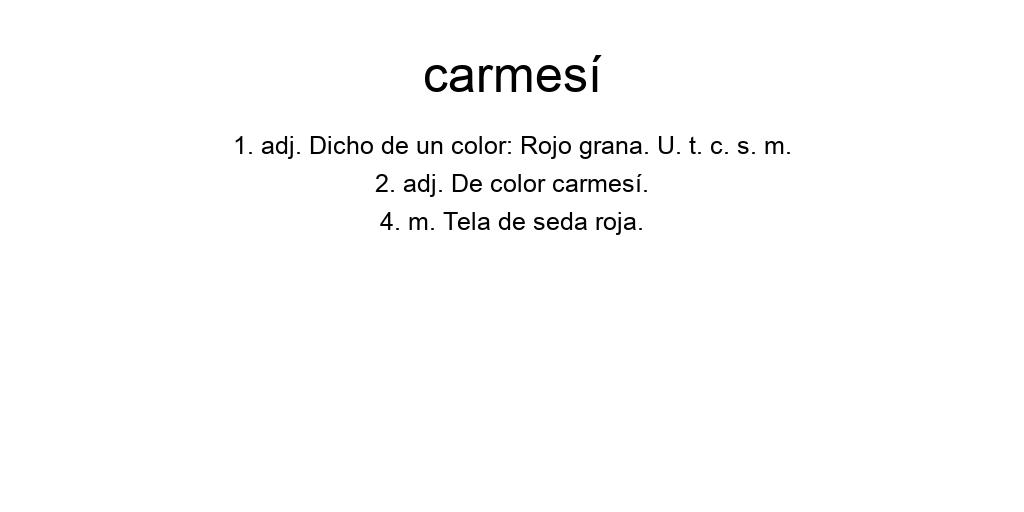 carmesí
1. adj. Dicho de un color: Rojo grana. U. t. c. s. m.
2. adj. De color carmesí.
4. m. Tela de seda roja.